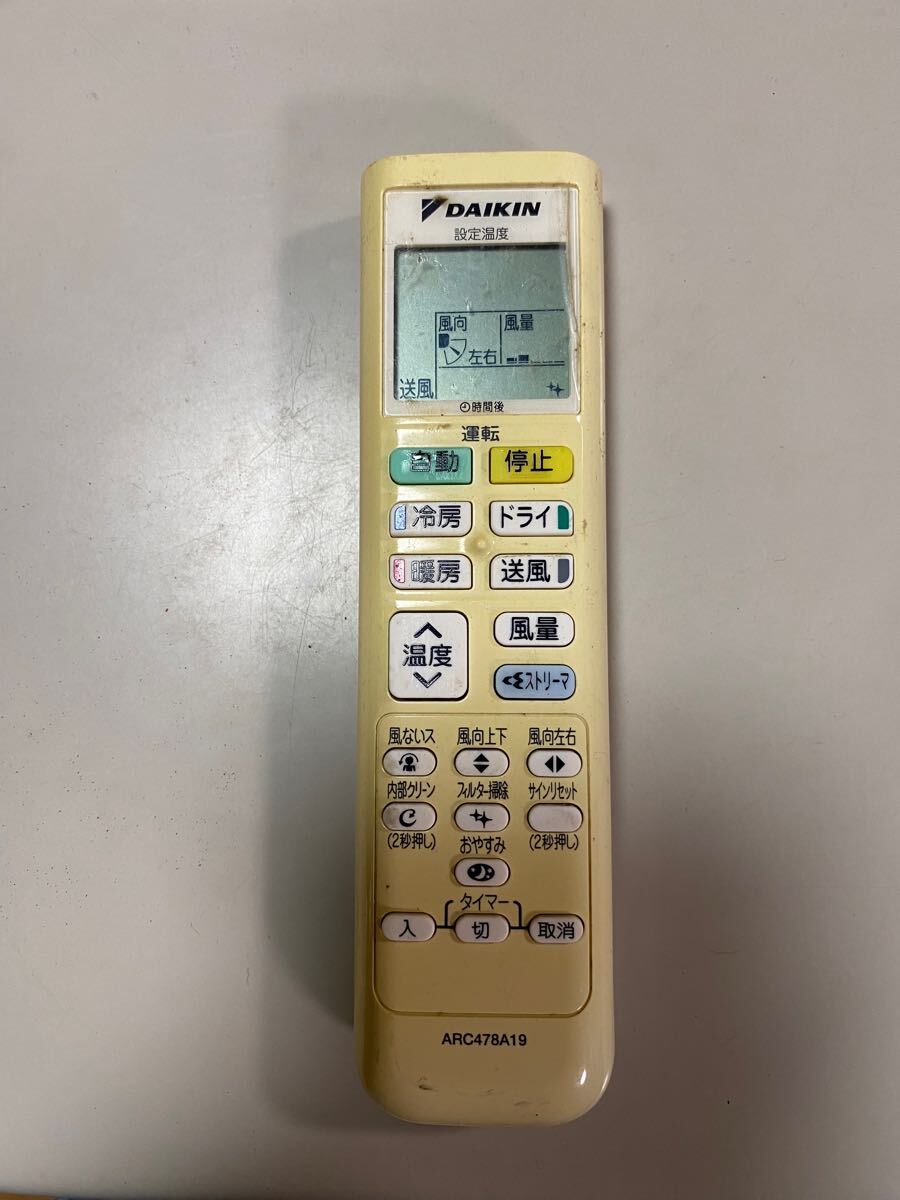 DAIKIN
設定温度
風向 風量
左右
送風
時間後
運転
自動 停止
冷房 ドライ
暖房 送風
温度 風量
ストリーマ
風ないス 風向上下 風向左右
内部クリーン フィルター掃除 サインリセット
(2秒押し) (2秒押し)
おやすみ
タイマー
入 切 取消
ARC478A19